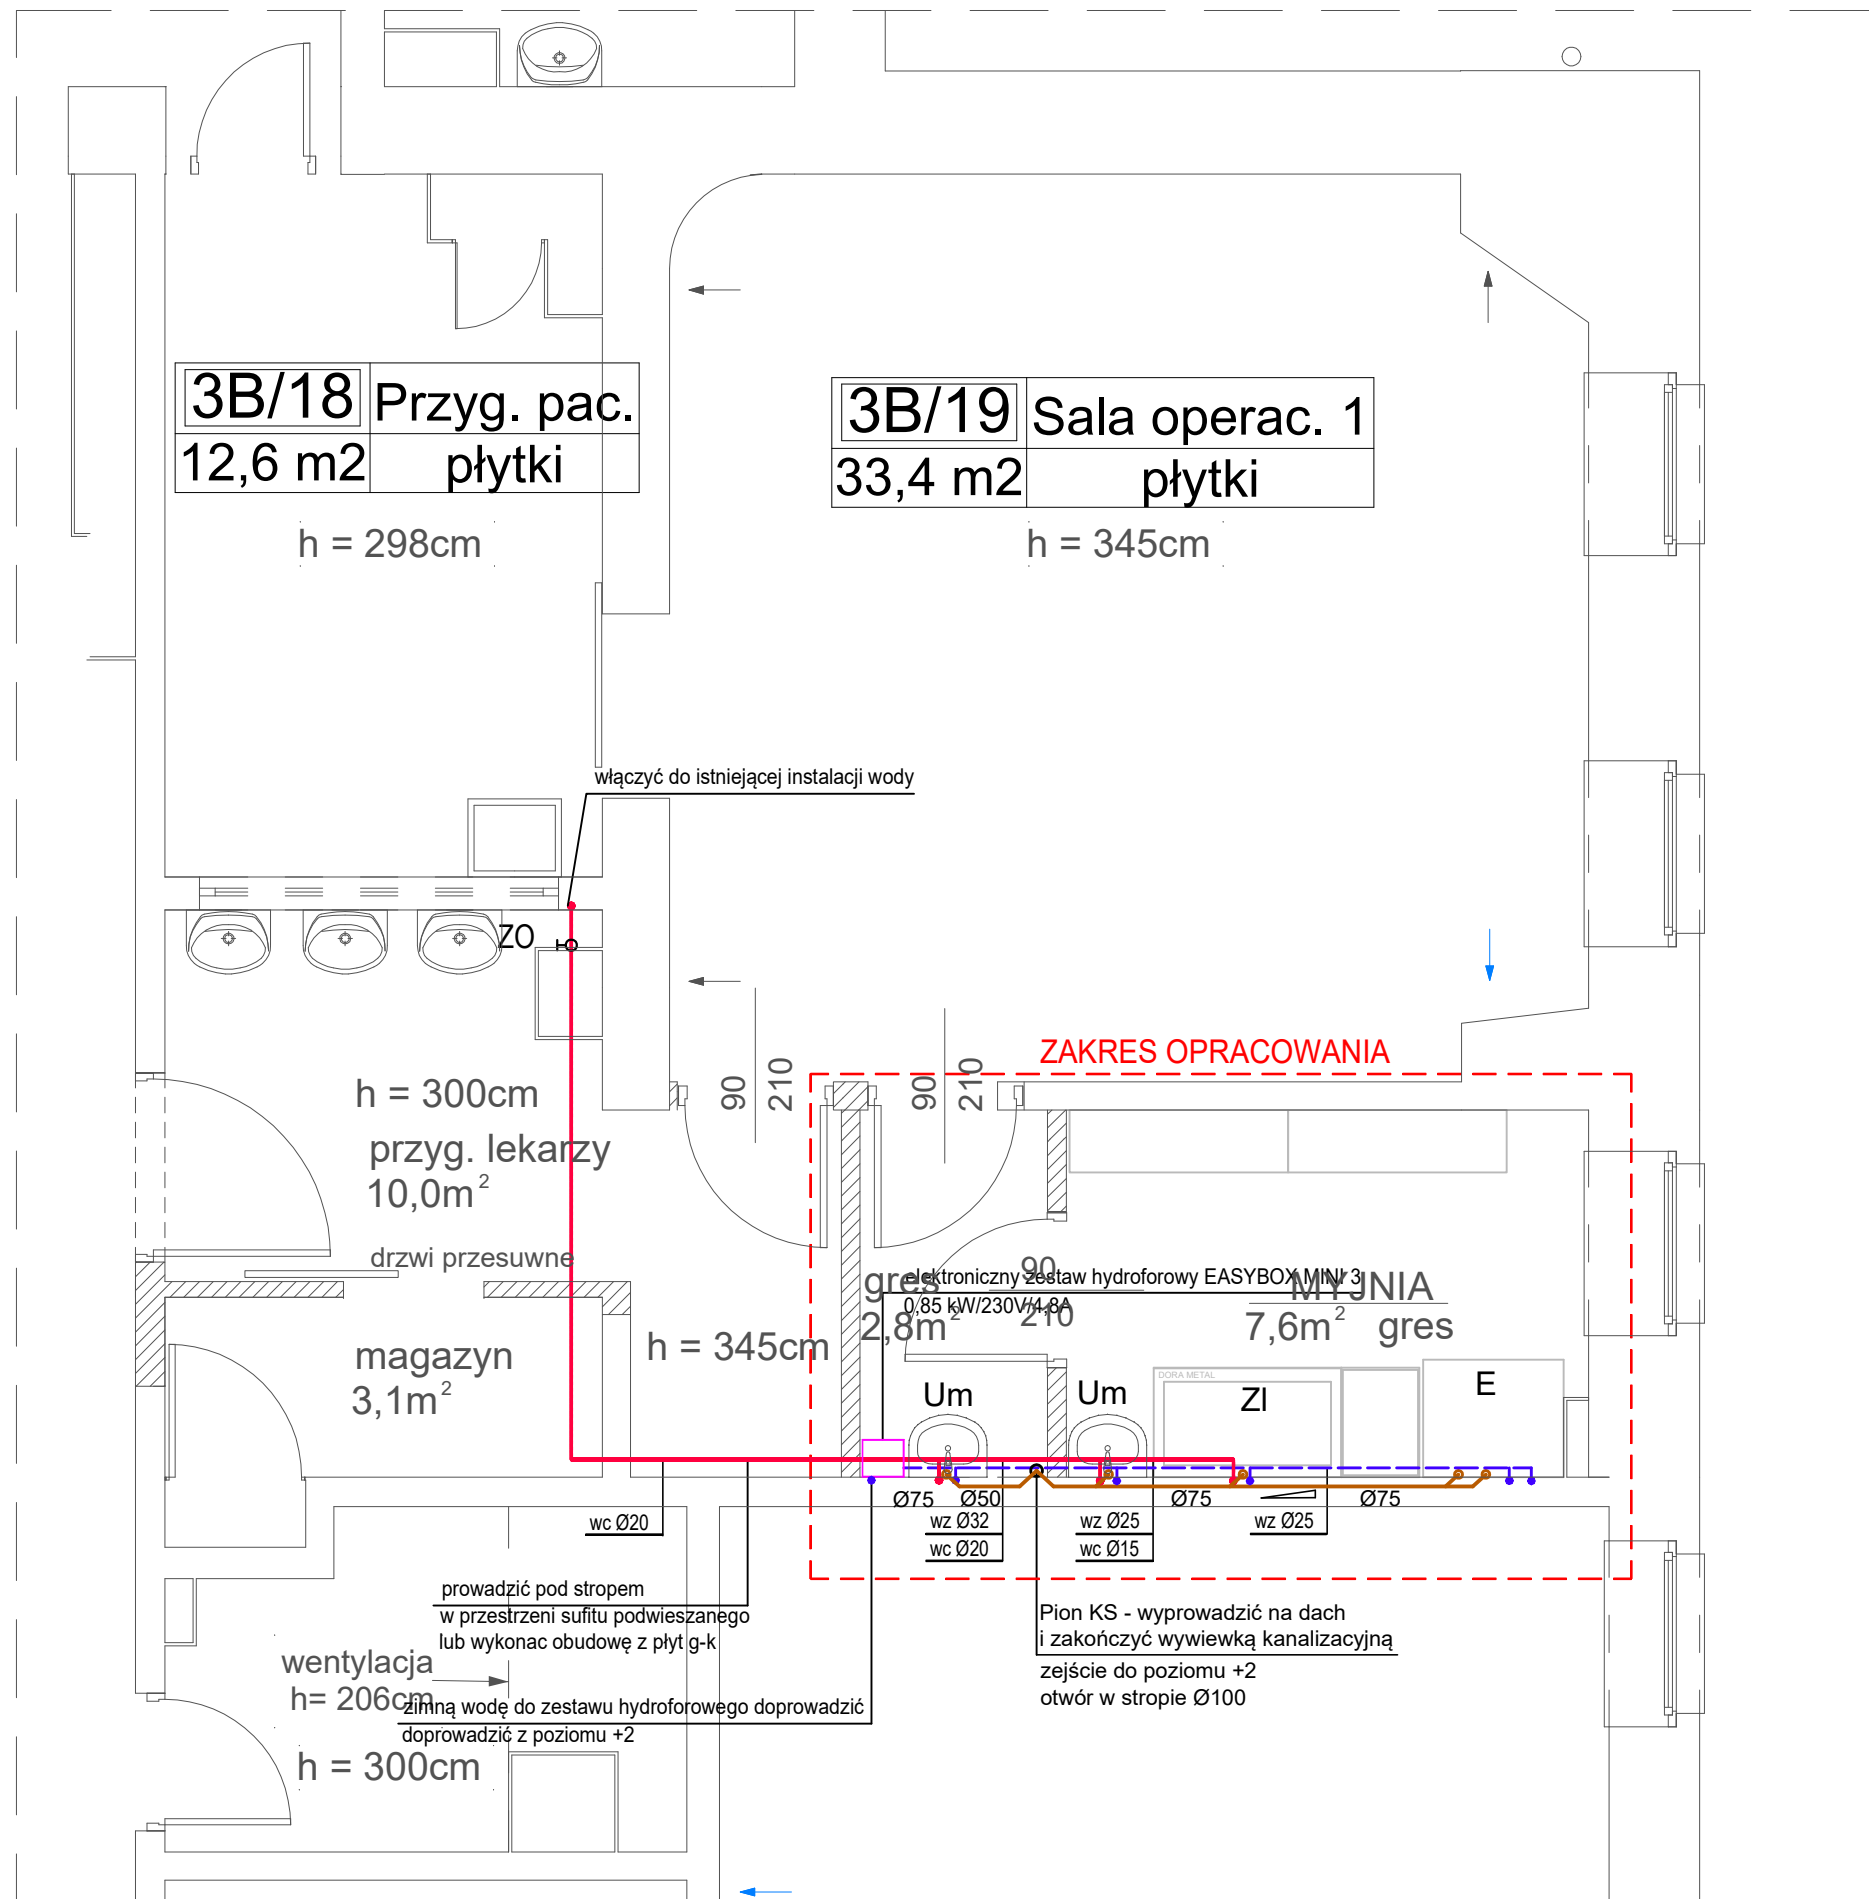 3B/18 Przyg. pac.
12,6 m2 płytki
h = 298cm
3B/19 Sala operac. 1
33,4 m2 płytki
h = 345cm
włączyć do istniejącej instalacji wody
ZO
ZAKRES OPRACOWANIA
90
210
90
210
h = 300cm
przyg. lekarzy
10,0m²
drzwi przesuwne
magazyn
3,1m²
h = 345cm
elektroniczny zestaw hydroforowy EASYBOX MINI 3
0,85 kW/230V/4,8A
gres
2,8m²
90
210
MYJNIA
7,6m² gres
Um
Um
DORA METAL
ZI
E
Ø75
Ø50
Ø75
Ø75
wc Ø20
wz Ø32
wc Ø20
wz Ø25
wc Ø15
wz Ø25
prowadzić pod stropem
w przestrzeni sufitu podwieszanego
lub wykonac obudowę z płyt g-k
Pion KS - wyprowadzić na dach
i zakończyć wywiewką kanalizacyjną
zejście do poziomu +2
otwór w stropie Ø100
wentylacja
h= 206cm
zimną wodę do zestawu hydroforowego doprowadzić
doprowadzić z poziomu +2
h = 300cm